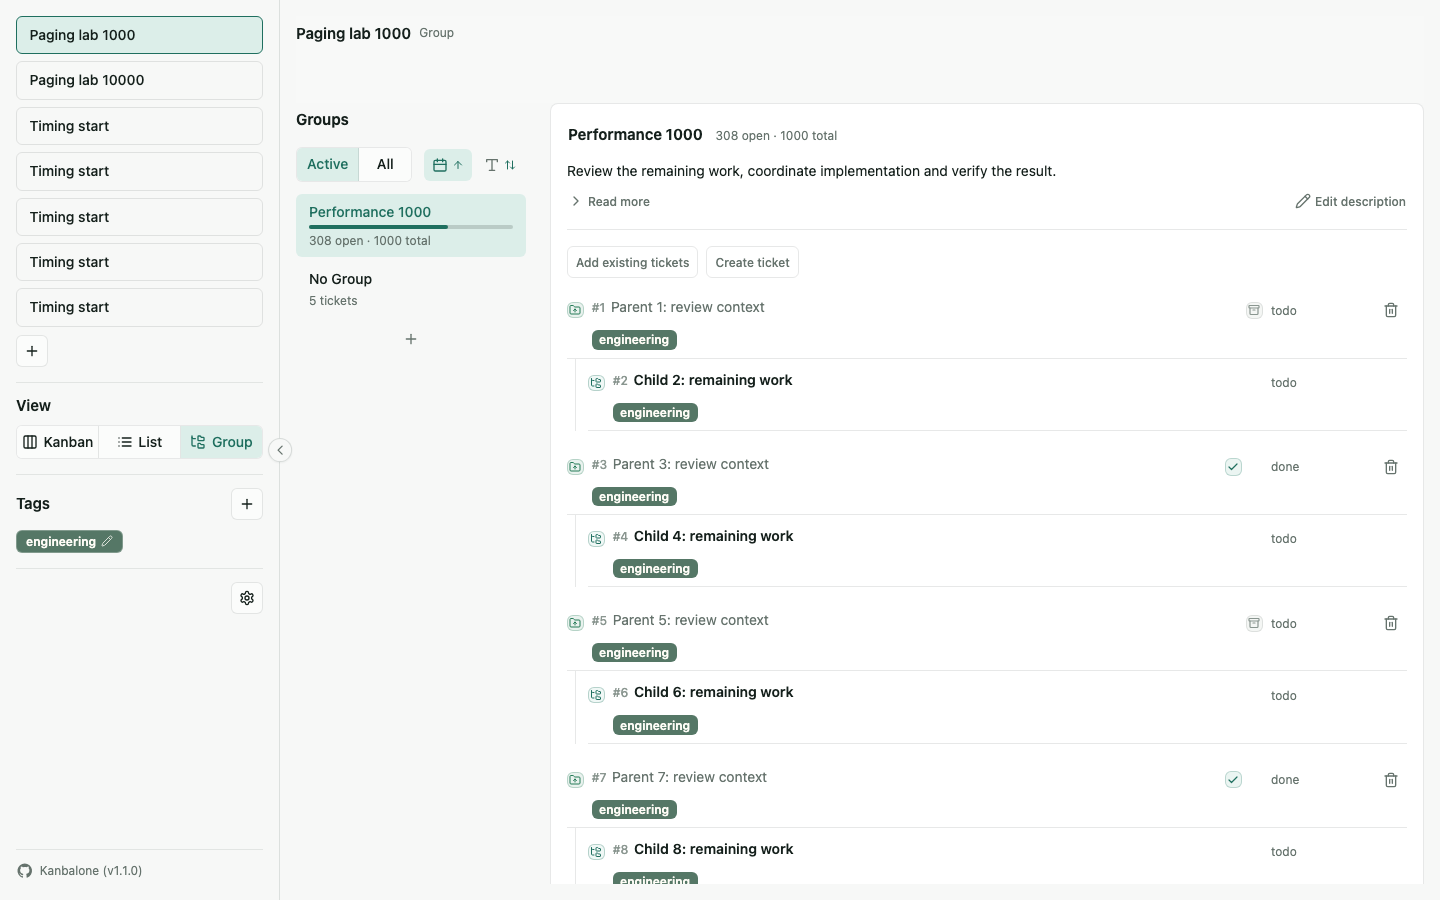 Paging lab 1000
Paging lab 10000
Timing start
Timing start
Timing start
Timing start
Timing start
View
Kanban
List
Group
Tags
engineering
Kanbalone (v1.1.0)
Paging lab 1000 Group
Groups
Active
All
Performance 1000
308 open · 1000 total
No Group
5 tickets
Performance 1000 308 open · 1000 total
Review the remaining work, coordinate implementation and verify the result.
Read more
Edit description
Add existing tickets
Create ticket
#1 Parent 1: review context todo
engineering
#2 Child 2: remaining work todo
engineering
#3 Parent 3: review context done
engineering
#4 Child 4: remaining work todo
engineering
#5 Parent 5: review context todo
engineering
#6 Child 6: remaining work todo
engineering
#7 Parent 7: review context done
engineering
#8 Child 8: remaining work todo
engineering